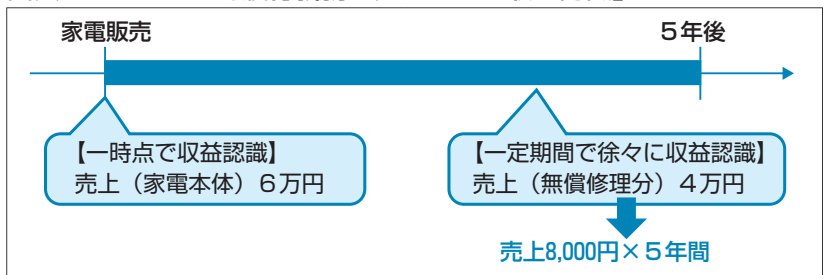 家電販売
5年後
【一時点で収益認識】
売上（家電本体）6万円
【一定期間で徐々に収益認識】
売上（無償修理分）4万円
売上8,000円×5年間